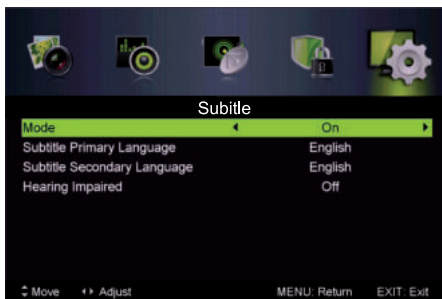 Subitle
Mode On
Subtitle Primary Language English
Subtitle Secondary Language English
Hearing Impaired Off
Move Adjust MENU: Return EXIT: Exit